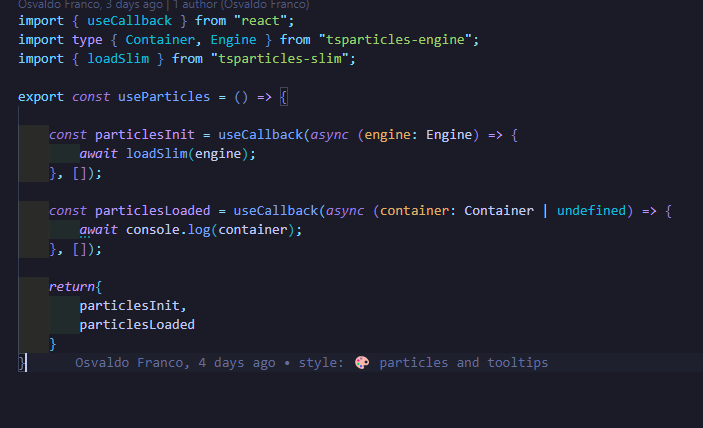 Osvaldo Franco, 3 days ago | 1 author (Osvaldo Franco)
import { useCallback } from "react";
import type { Container, Engine } from "tsparticles-engine";
import { loadSlim } from "tsparticles-slim";
export const useParticles = () => {
const particlesInit = useCallback(async (engine: Engine) => {
await loadSlim(engine);
}, []);
const particlesLoaded = useCallback(async (container: Container | undefined) => {
await console.log(container);
}, []);
return{
particlesInit,
particlesLoaded
}
} Osvaldo Franco, 4 days ago • style: 🎨 particles and tooltips